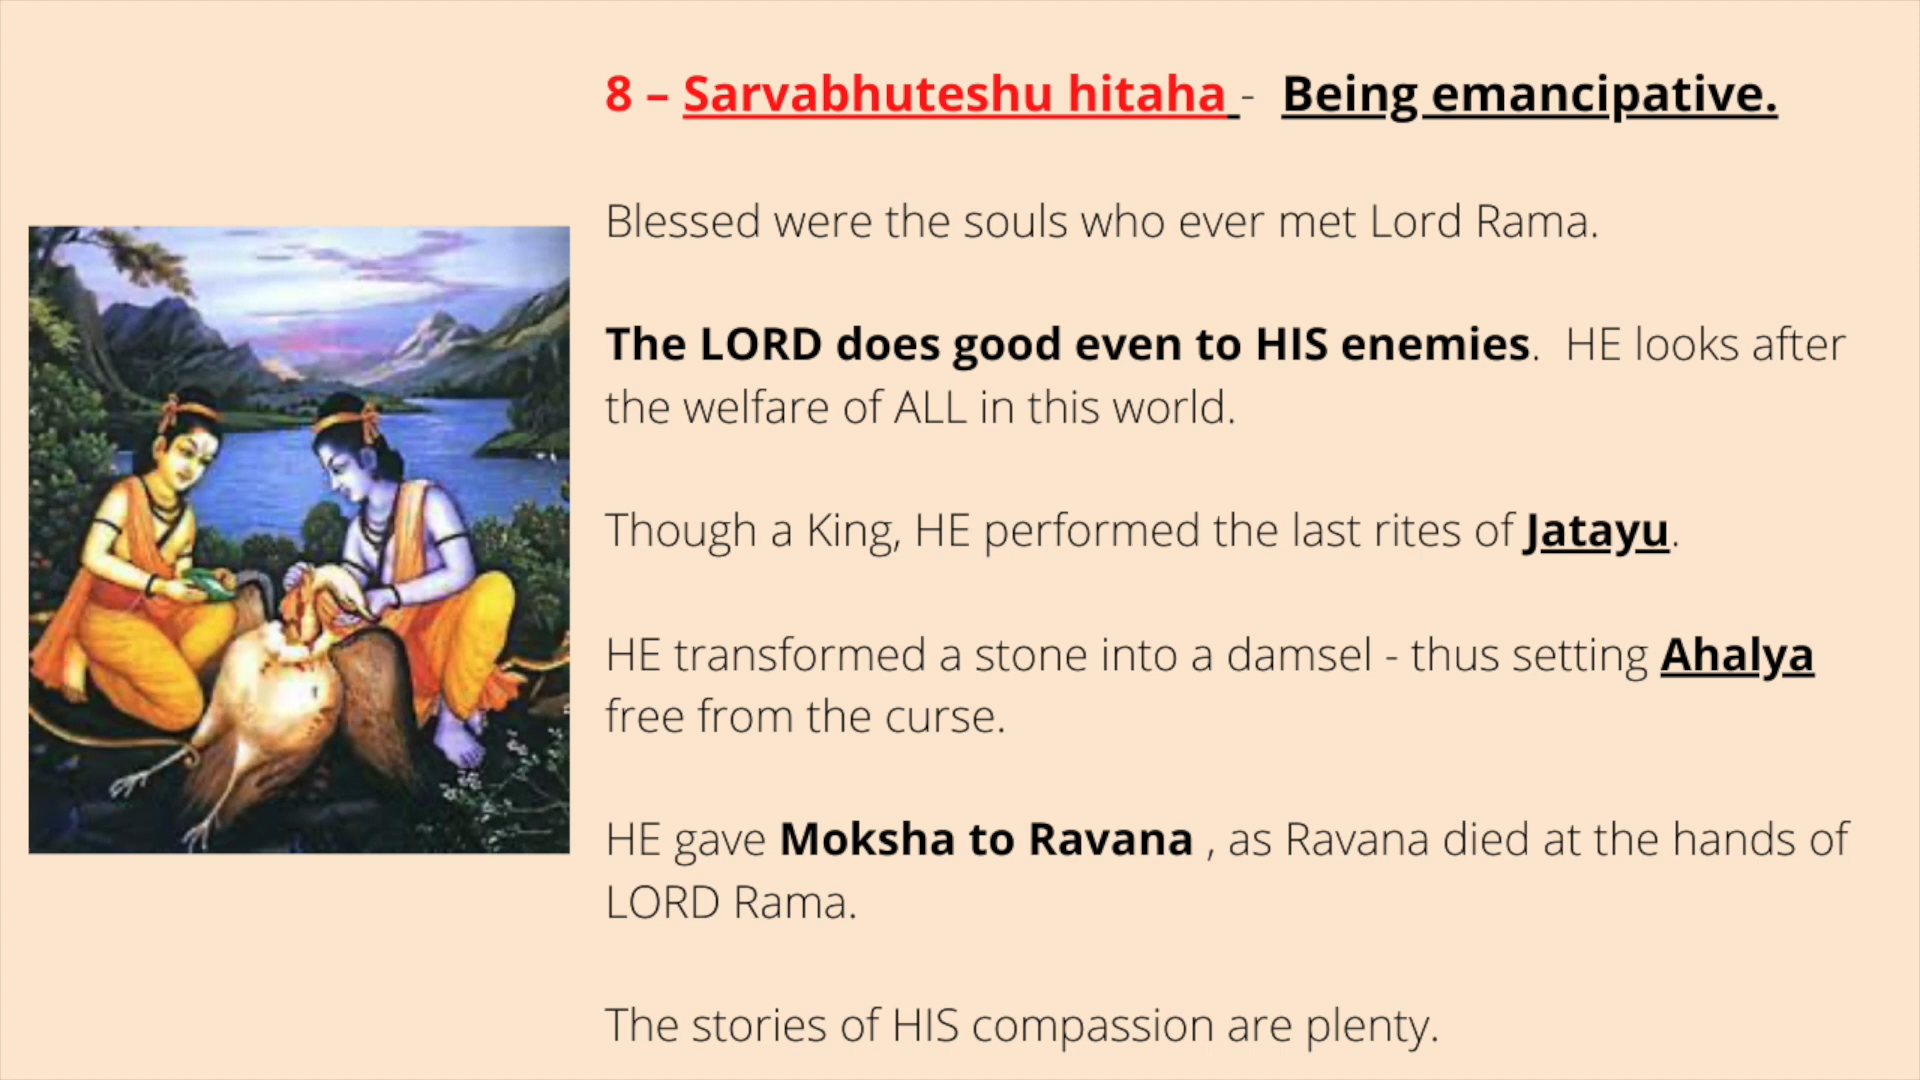 8 – Sarvabhuteshu hitaha - Being emancipative.
Blessed were the souls who ever met Lord Rama.
The LORD does good even to HIS enemies. HE looks after
the welfare of ALL in this world.
Though a King, HE performed the last rites of Jatayu.
HE transformed a stone into a damsel - thus setting Ahalya
free from the curse.
HE gave Moksha to Ravana , as Ravana died at the hands of
LORD Rama.
The stories of HIS compassion are plenty.